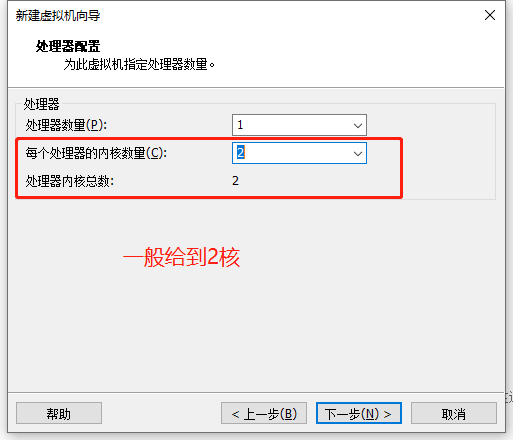 新建虚拟机向导
处理器配置
为此虚拟机指定处理器数量。
处理器
处理器数量(P): 1
每个处理器的内核数量(C): 2
处理器内核总数: 2
一般给到2核
帮助 < 上一步(B) 下一步(N) > 取消